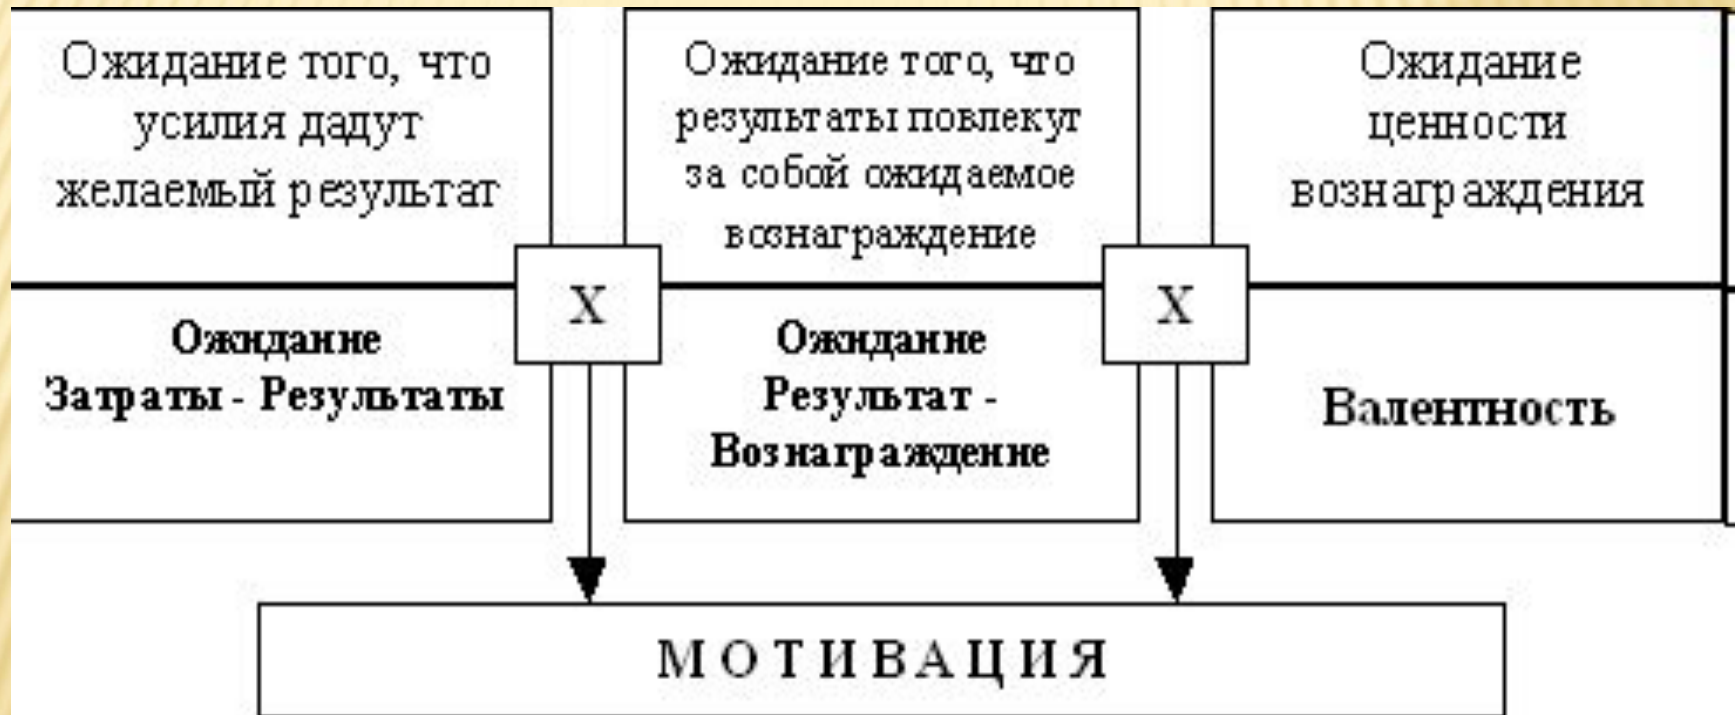 Ожидание того, что
усилия дадут
желаемый результат
Ожидание
Затраты - Результаты
X
Ожидание того, что
результаты повлекут
за собой ожидаемое
вознаграждение
Ожидание
Результат -
Вознаграждение
X
Ожидание
ценности
вознаграждения
Валентность
МОТИВАЦИЯ